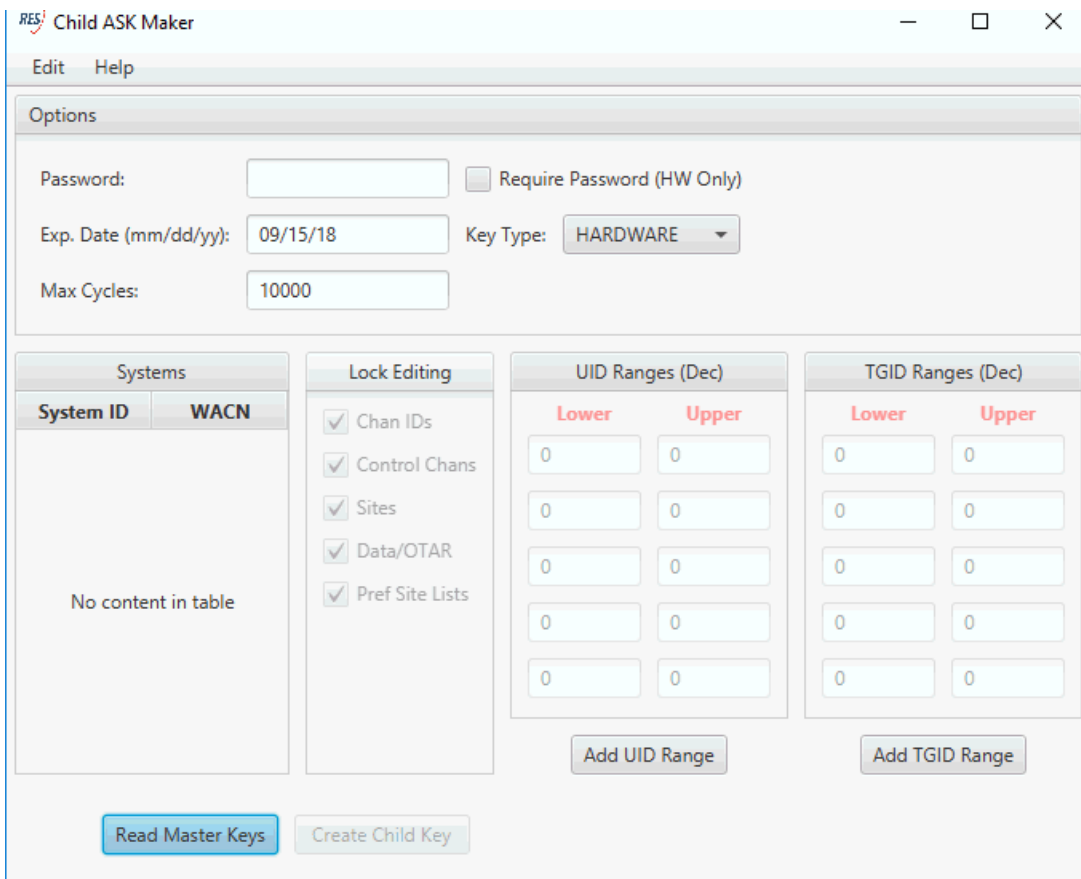 RES Child ASK Maker
Edit Help
Options
Password: Require Password (HW Only)
Exp. Date (mm/dd/yy): 09/15/18 Key Type: HARDWARE
Max Cycles: 10000
Systems Lock Editing UID Ranges (Dec) TGID Ranges (Dec)
System ID WACN Lower Upper Lower Upper
Chan IDs 0 0 0 0
Control Chans
Sites 0 0 0 0
Data/OTAR 0 0 0 0
No content in table Pref Site Lists
0 0 0 0
0 0 0 0
Add UID Range Add TGID Range
Read Master Keys Create Child Key